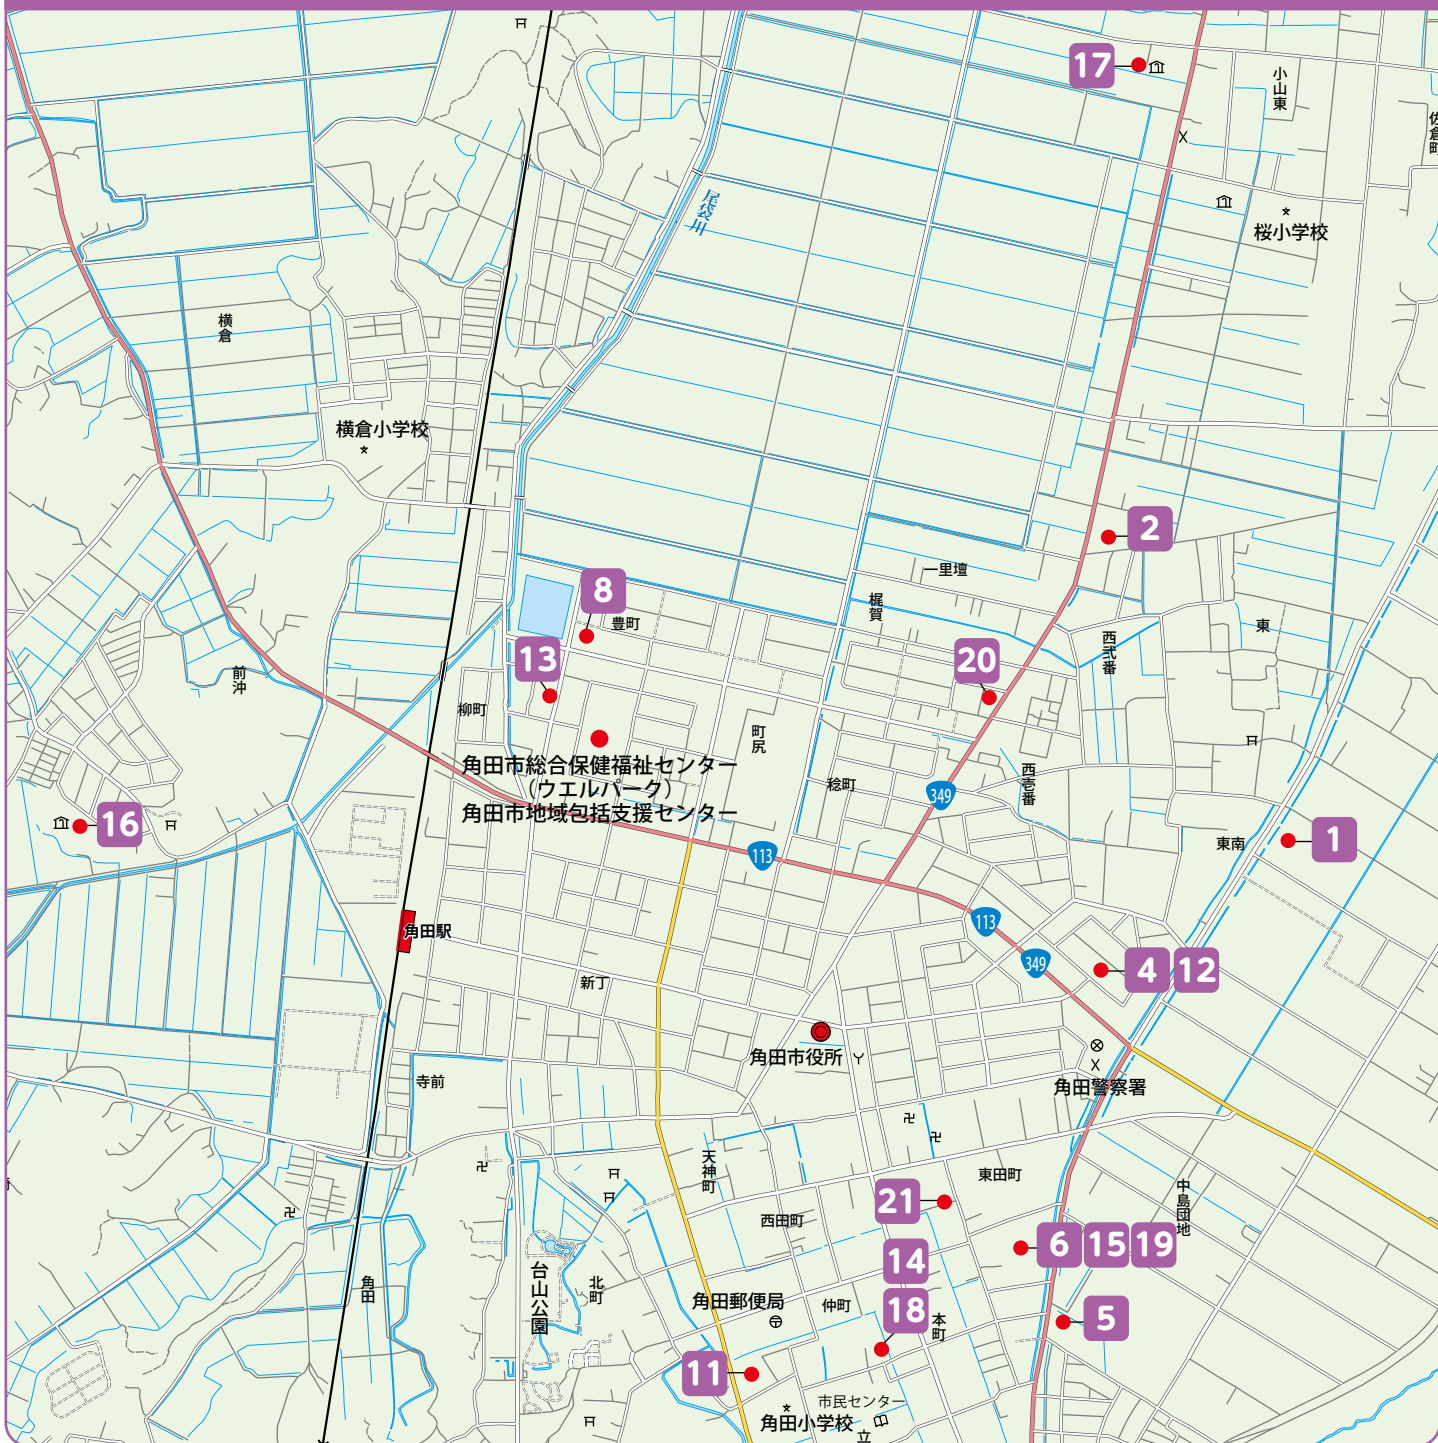 17
小山東
佐倉町
尾袋川
桜小学校
横倉
横倉小学校
2
一里壇
8
梶賀
豊町
東
西弐番
13
20
前沖
柳町
町尻
角田市総合保健福祉センター
（ウエルパーク）
角田市地域包括支援センター
西壱番
稔町
349
16
1
東南
113
113
角田駅
349
4
12
新丁
角田市役所
寺前
角田警察署
天神町
東田町
中島団地
21
西田町
6
15
19
14
台山公園
北町
角田
角田郵便局
仲町
18
本町
5
11
市民センター
角田小学校
立